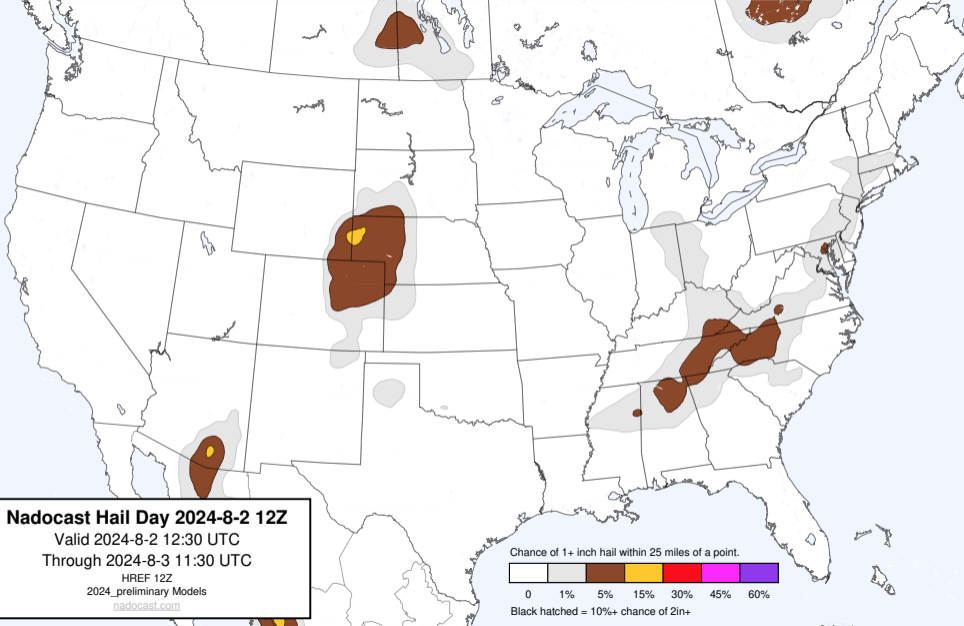 Nadocast Hail Day 2024-8-2 12Z
Valid 2024-8-2 12:30 UTC
Through 2024-8-3 11:30 UTC
HREF 12Z
2024_preliminary Models
nadocast.com
Chance of 1+ inch hail within 25 miles of a point.
0 1% 5% 15% 30% 45% 60%
Black hatched = 10%+ chance of 2in+